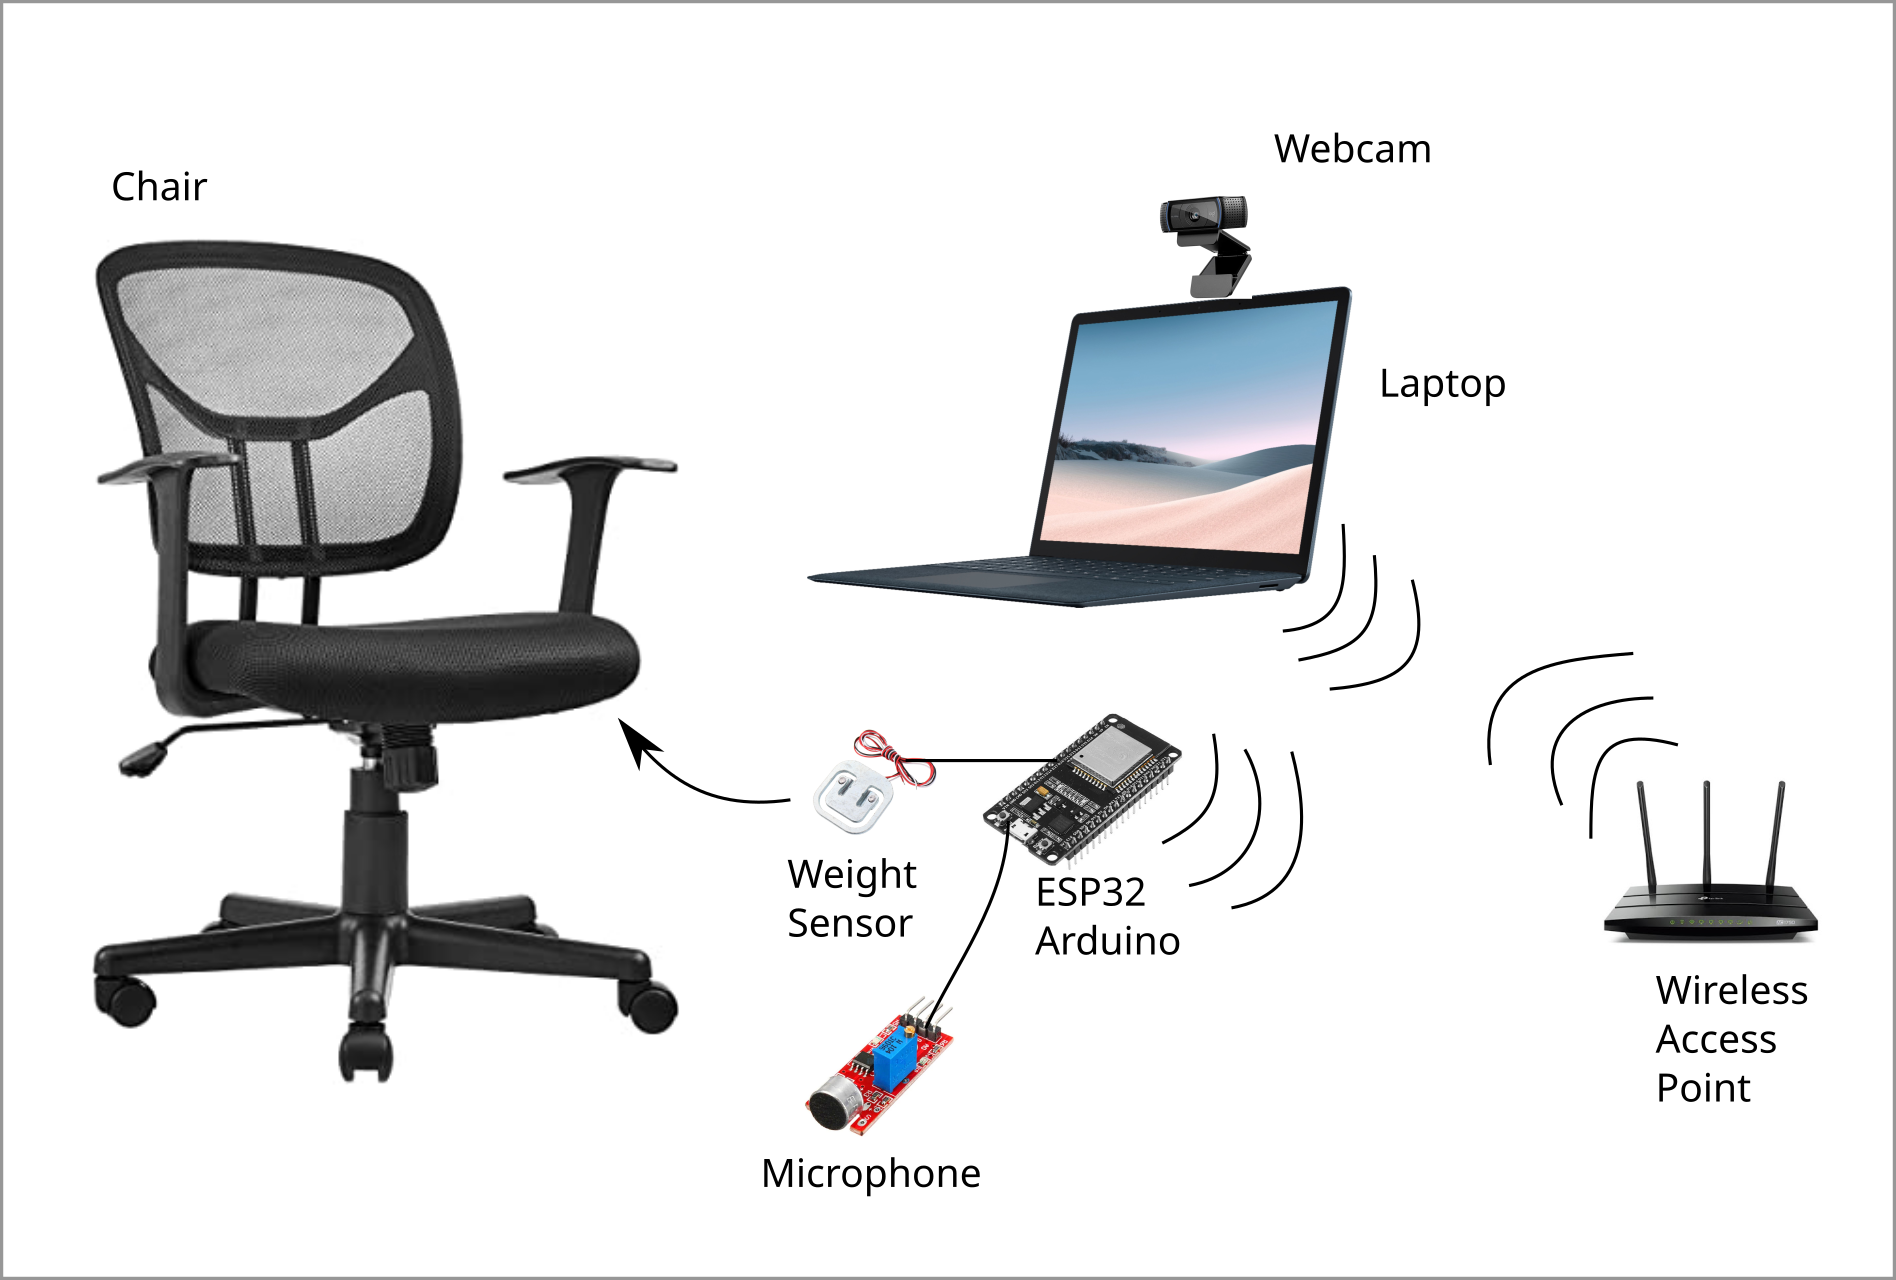 Webcam
Chair
Laptop
Weight
Sensor
ESP32
Arduino
Wireless
Access
Point
Microphone